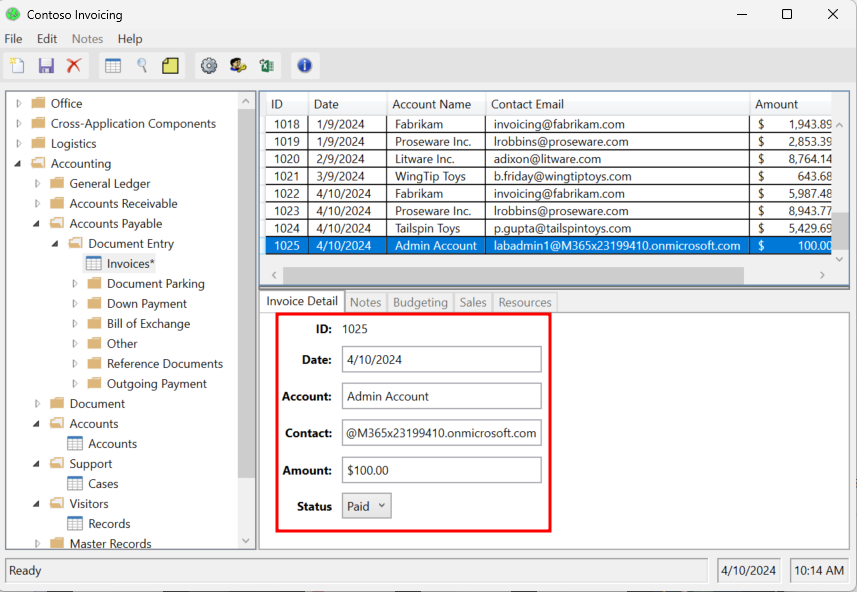 Contoso Invoicing
File Edit Notes Help
Office
Cross-Application Components
Logistics
Accounting
General Ledger
Accounts Receivable
Accounts Payable
Document Entry
Invoices*
Document Parking
Down Payment
Bill of Exchange
Other
Reference Documents
Outgoing Payment
Document
Accounts
Accounts
Support
Cases
Visitors
Records
Master Records
ID Date Account Name Contact Email Amount
1018 1/9/2024 Fabrikam invoicing@fabrikam.com $ 1,943.89
1019 1/9/2024 Proseware Inc. lrobbins@proseware.com $ 2,853.39
1020 2/9/2024 Litware Inc. adixon@litware.com $ 8,764.14
1021 3/9/2024 WingTip Toys b.friday@wingtiptoys.com $ 643.68
1022 4/10/2024 Fabrikam invoicing@fabrikam.com $ 5,987.48
1023 4/10/2024 Proseware Inc. lrobbins@proseware.com $ 8,943.77
1024 4/10/2024 Tailspin Toys p.gupta@tailspintoys.com $ 5,429.69
1025 4/10/2024 Admin Account labadmin1@M365x23199410.onmicrosoft.com $ 100.00
Invoice Detail Notes Budgeting Sales Resources
ID: 1025
Date: 4/10/2024
Account: Admin Account
Contact: @M365x23199410.onmicrosoft.com
Amount: $100.00
Status Paid
Ready 4/10/2024 10:14 AM